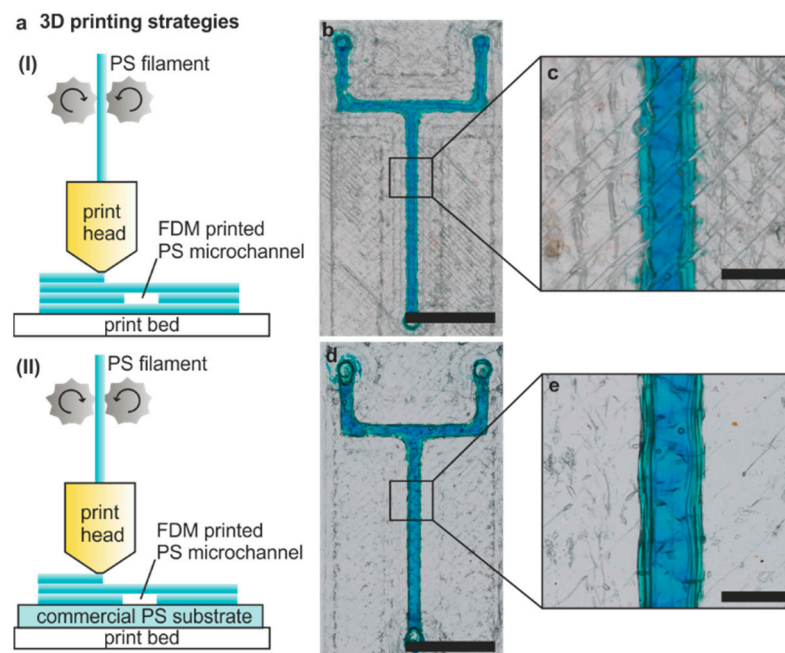 a 3D printing strategies
(I)
PS filament
print
head
FDM printed
PS microchannel
print bed
(II)
PS filament
print
head
FDM printed
PS microchannel
commercial PS substrate
print bed
b
c
d
e